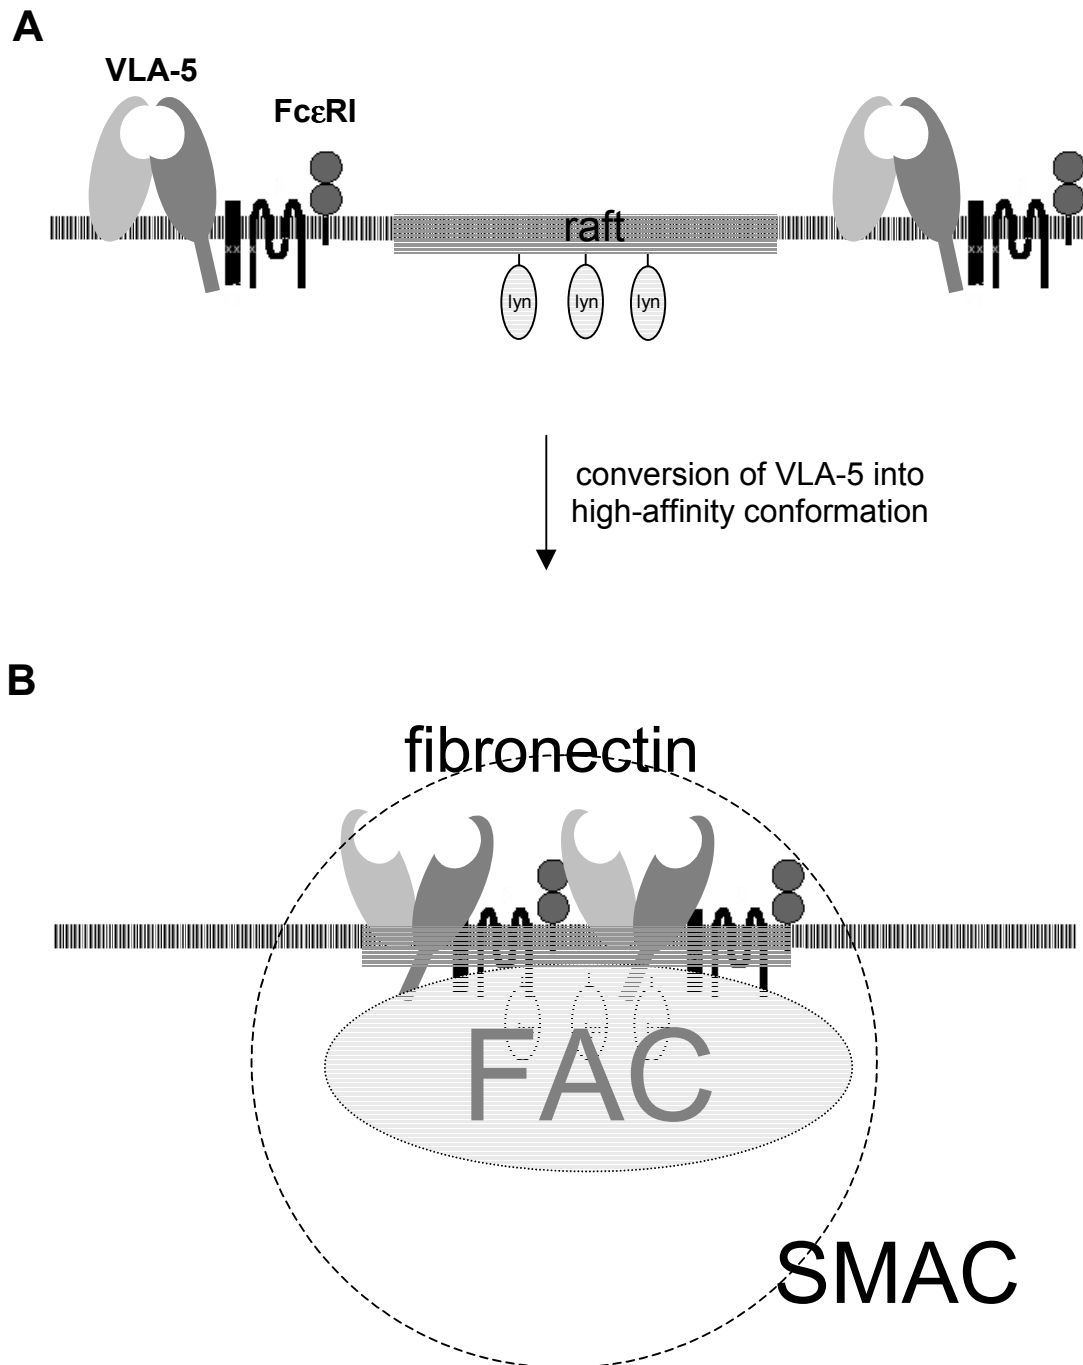 A
VLA-5
FcεRI
raft
lyn lyn lyn
conversion of VLA-5 into
high-affinity conformation
B
fibronectin
FAC
SMAC